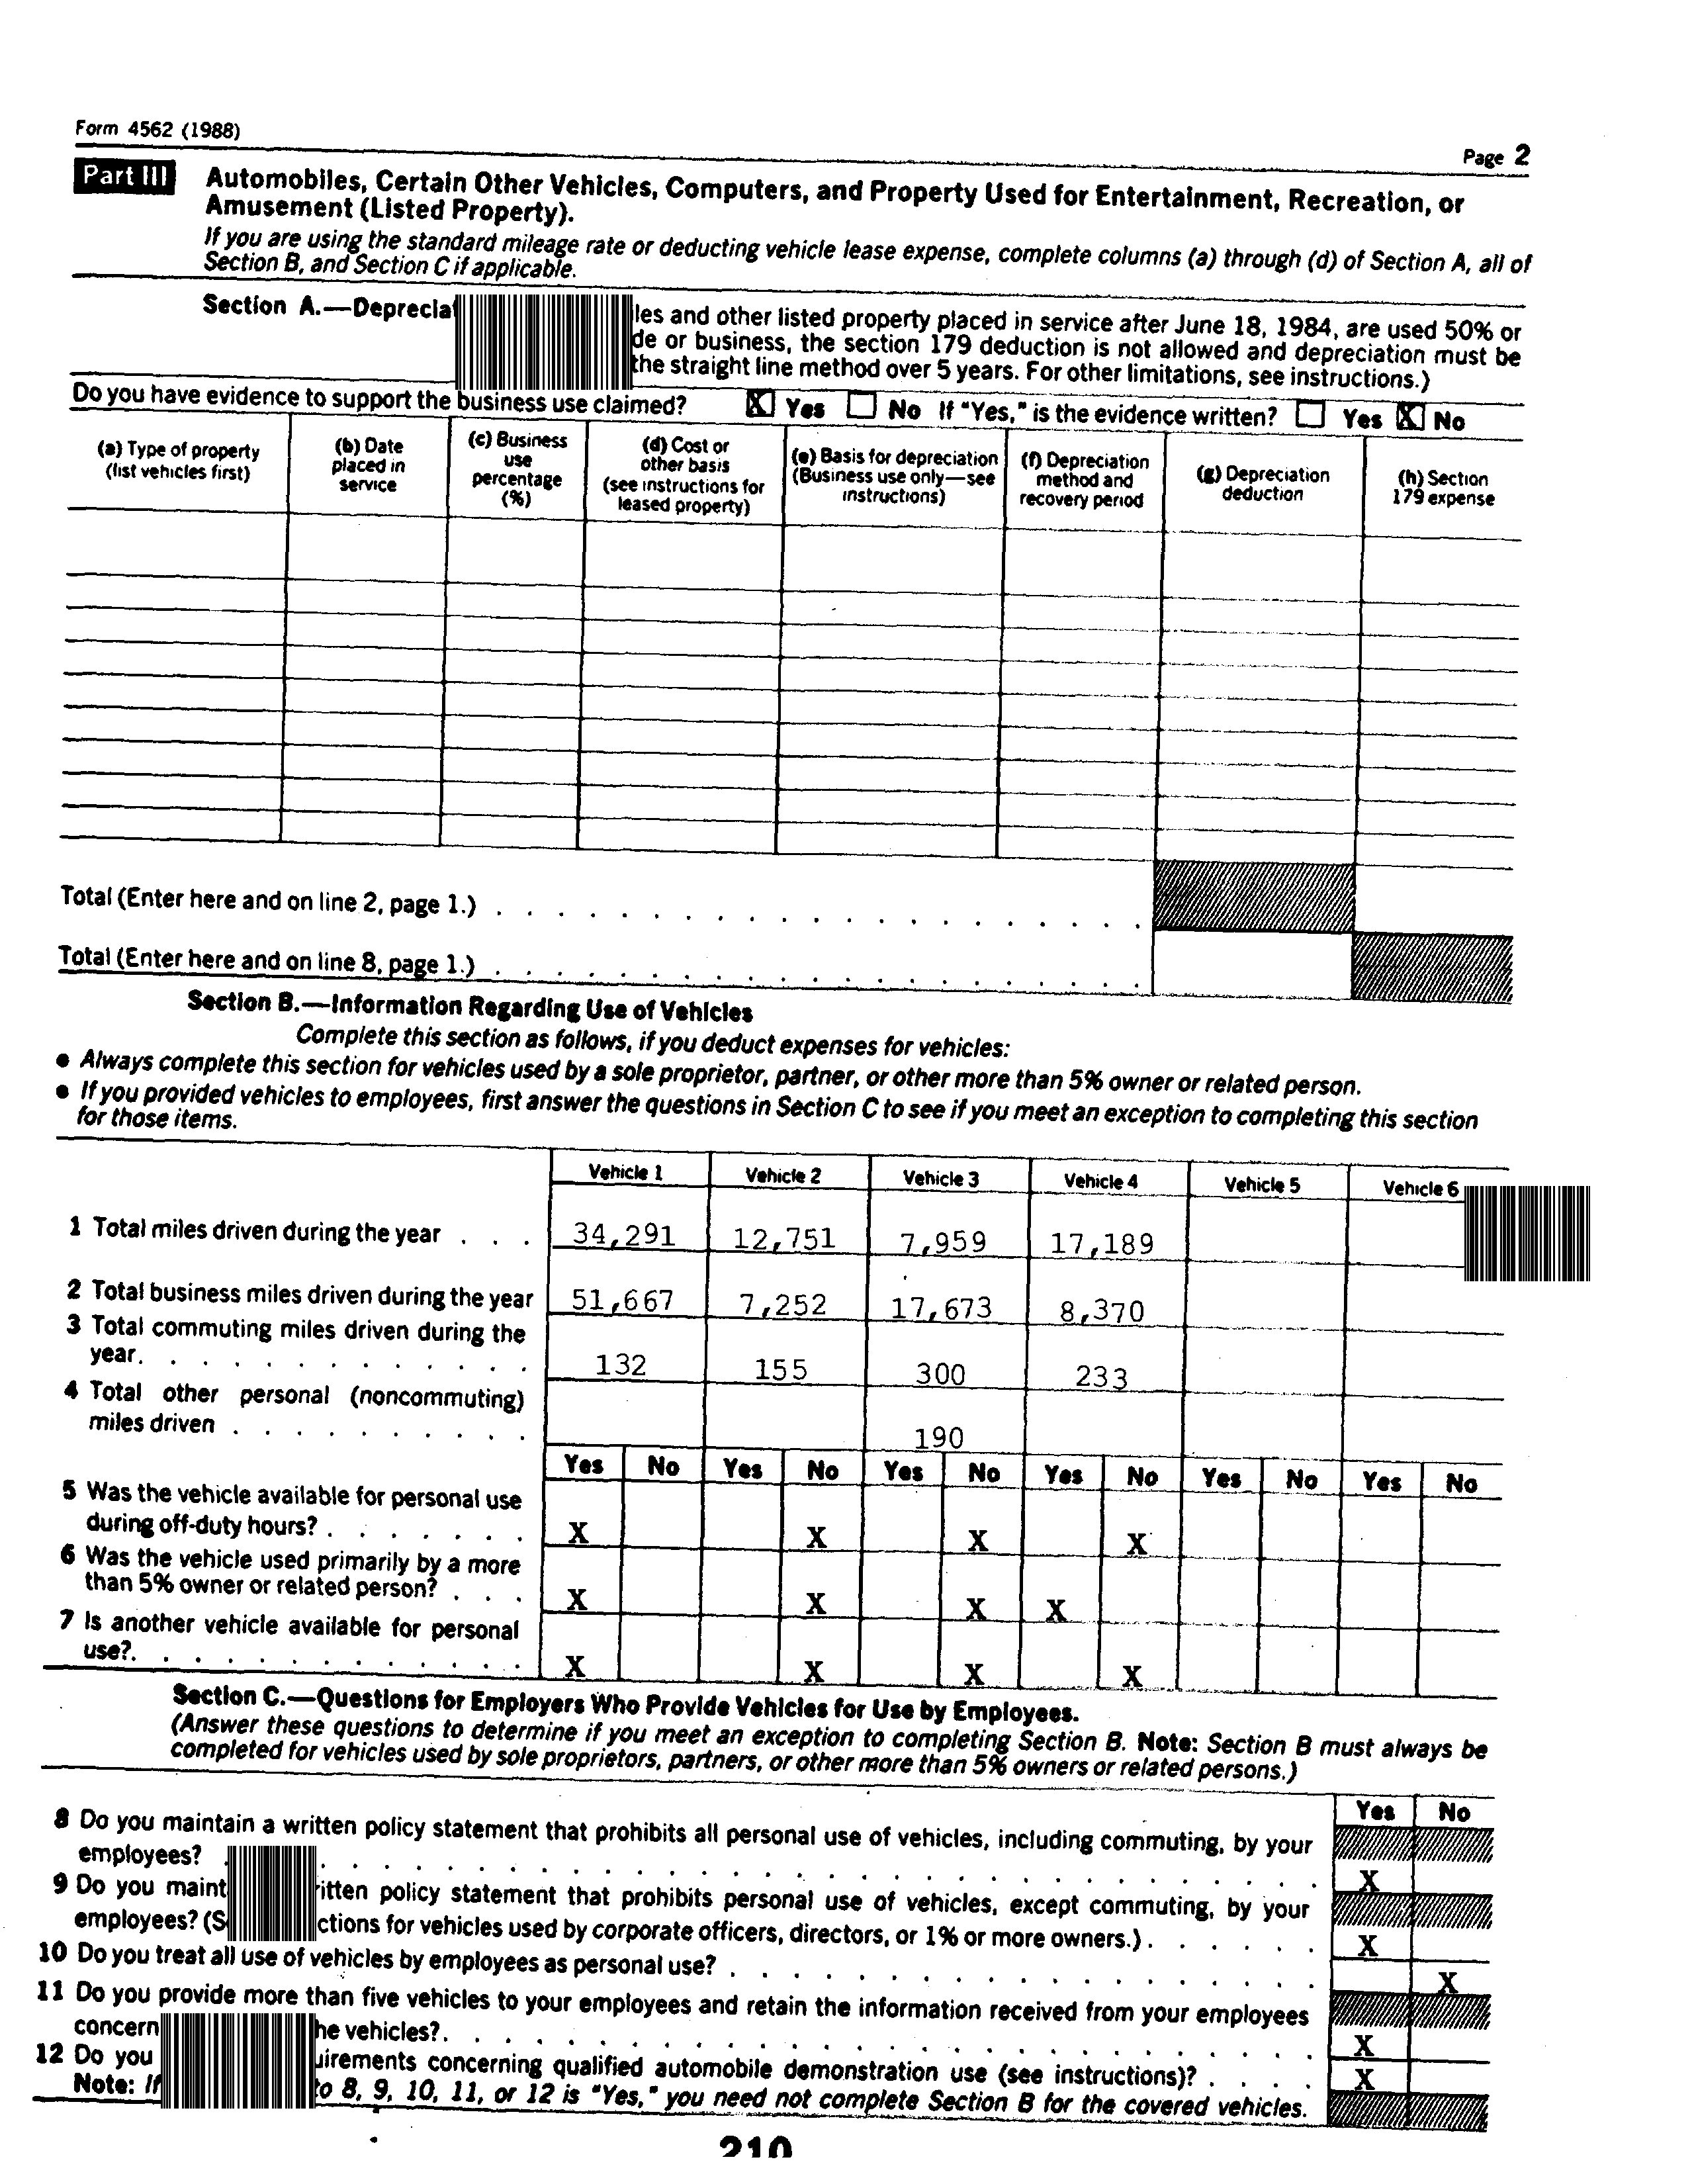 Form 4562 (1988)
Page 2
Part III Automobiles, Certain Other Vehicles, Computers, and Property Used for Entertainment, Recreation, or
Amusement (Listed Property).
If you are using the standard mileage rate or deducting vehicle lease expense, complete columns (a) through (d) of Section A, all of
Section B, and Section C if applicable.
Section A.—Deprecia les and other listed property placed in service after June 18, 1984, are used 50% or
de or business, the section 179 deduction is not allowed and depreciation must be
the straight line method over 5 years. For other limitations, see instructions.)
Do you have evidence to support the business use claimed? X Yes No If "Yes," is the evidence written? Yes X No
(a) Type of property
(list vehicles first)
(b) Date
placed in
service
(c) Business
use
percentage
(%)
(d) Cost or
other basis
(see instructions for
leased property)
(e) Basis for depreciation
(Business use only—see
instructions)
(f) Depreciation
method and
recovery period
(g) Depreciation
deduction
(h) Section
179 expense
Total (Enter here and on line 2, page 1.)
Total (Enter here and on line 8, page 1.)
Section B.—Information Regarding Use of Vehicles
Complete this section as follows, if you deduct expenses for vehicles:
● Always complete this section for vehicles used by a sole proprietor, partner, or other more than 5% owner or related person.
● If you provided vehicles to employees, first answer the questions in Section C to see if you meet an exception to completing this section
for those items.
Vehicle 1 Vehicle 2 Vehicle 3 Vehicle 4 Vehicle 5 Vehicle 6
1 Total miles driven during the year . . . 34,291 12,751 7,959 17,189
2 Total business miles driven during the year 51,667 7,252 17,673 8,370
3 Total commuting miles driven during the
year. . . . . . . . . . . . . 132 155 300 233
4 Total other personal (noncommuting)
miles driven . . . . . . . . . . 190
Yes No Yes No Yes No Yes No Yes No Yes No
5 Was the vehicle available for personal use
during off-duty hours? . . . . . . . X X X X
6 Was the vehicle used primarily by a more
than 5% owner or related person? . . . X X X X
7 Is another vehicle available for personal
use?. . . . . . . . . . . . . X X X X
Section C.—Questions for Employers Who Provide Vehicles for Use by Employees.
(Answer these questions to determine if you meet an exception to completing Section B. Note: Section B must always be
completed for vehicles used by sole proprietors, partners, or other more than 5% owners or related persons.)
Yes No
8 Do you maintain a written policy statement that prohibits all personal use of vehicles, including commuting, by your
employees? X
9 Do you maint itten policy statement that prohibits personal use of vehicles, except commuting, by your
employees? (S ctions for vehicles used by corporate officers, directors, or 1% or more owners.) . . . . . . X
10 Do you treat all use of vehicles by employees as personal use? X
11 Do you provide more than five vehicles to your employees and retain the information received from your employees
concern he vehicles?. X
12 Do you uirements concerning qualified automobile demonstration use (see instructions)? . . . . X
Note: If to 8, 9, 10, 11, or 12 is "Yes," you need not complete Section B for the covered vehicles.
210